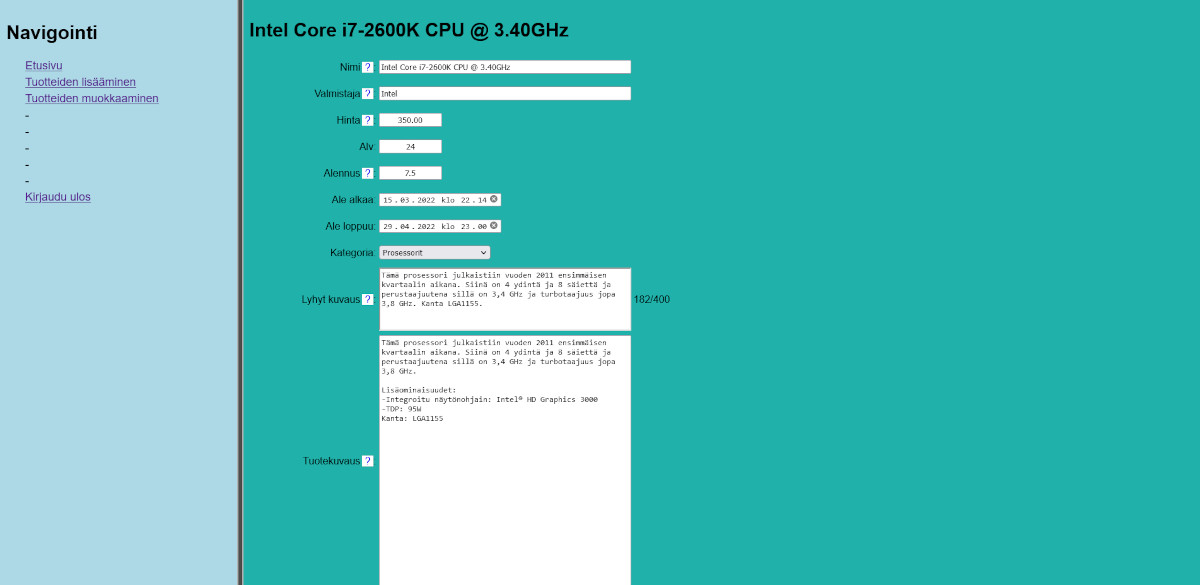 Navigointi
Etusivu
Tuotteiden lisääminen
Tuotteiden muokkaaminen
-
-
-
-
-
Kirjaudu ulos
Intel Core i7-2600K CPU @ 3.40GHz
Nimi ? : Intel Core i7-2600K CPU @ 3.40GHz
Valmistaja ? : Intel
Hinta ? : 350.00
Alv: 24
Alennus ? : 7.5
Ale alkaa: 15.03.2022 klo 22.14
Ale loppuu: 29.04.2022 klo 23.00
Kategoria: Prosessorit
Lyhyt kuvaus ? :
Tämä prosessori julkaistiin vuoden 2011 ensimmäisen
kvartaalin aikana. Siinä on 4 ydintä ja 8 säiettä ja
perustaajuutena sillä on 3,4 GHz ja turbotaajuus jopa
3,8 GHz. Kanta LGA1155.
182/400
Tuotekuvaus ? :
Tämä prosessori julkaistiin vuoden 2011 ensimmäisen
kvartaalin aikana. Siinä on 4 ydintä ja 8 säiettä ja
perustaajuutena sillä on 3,4 GHz ja turbotaajuus jopa
3,8 GHz.
Lisäominaisuudet:
-Integroitu näytönohjain: Intel® HD Graphics 3000
-TDP: 95W
Kanta: LGA1155